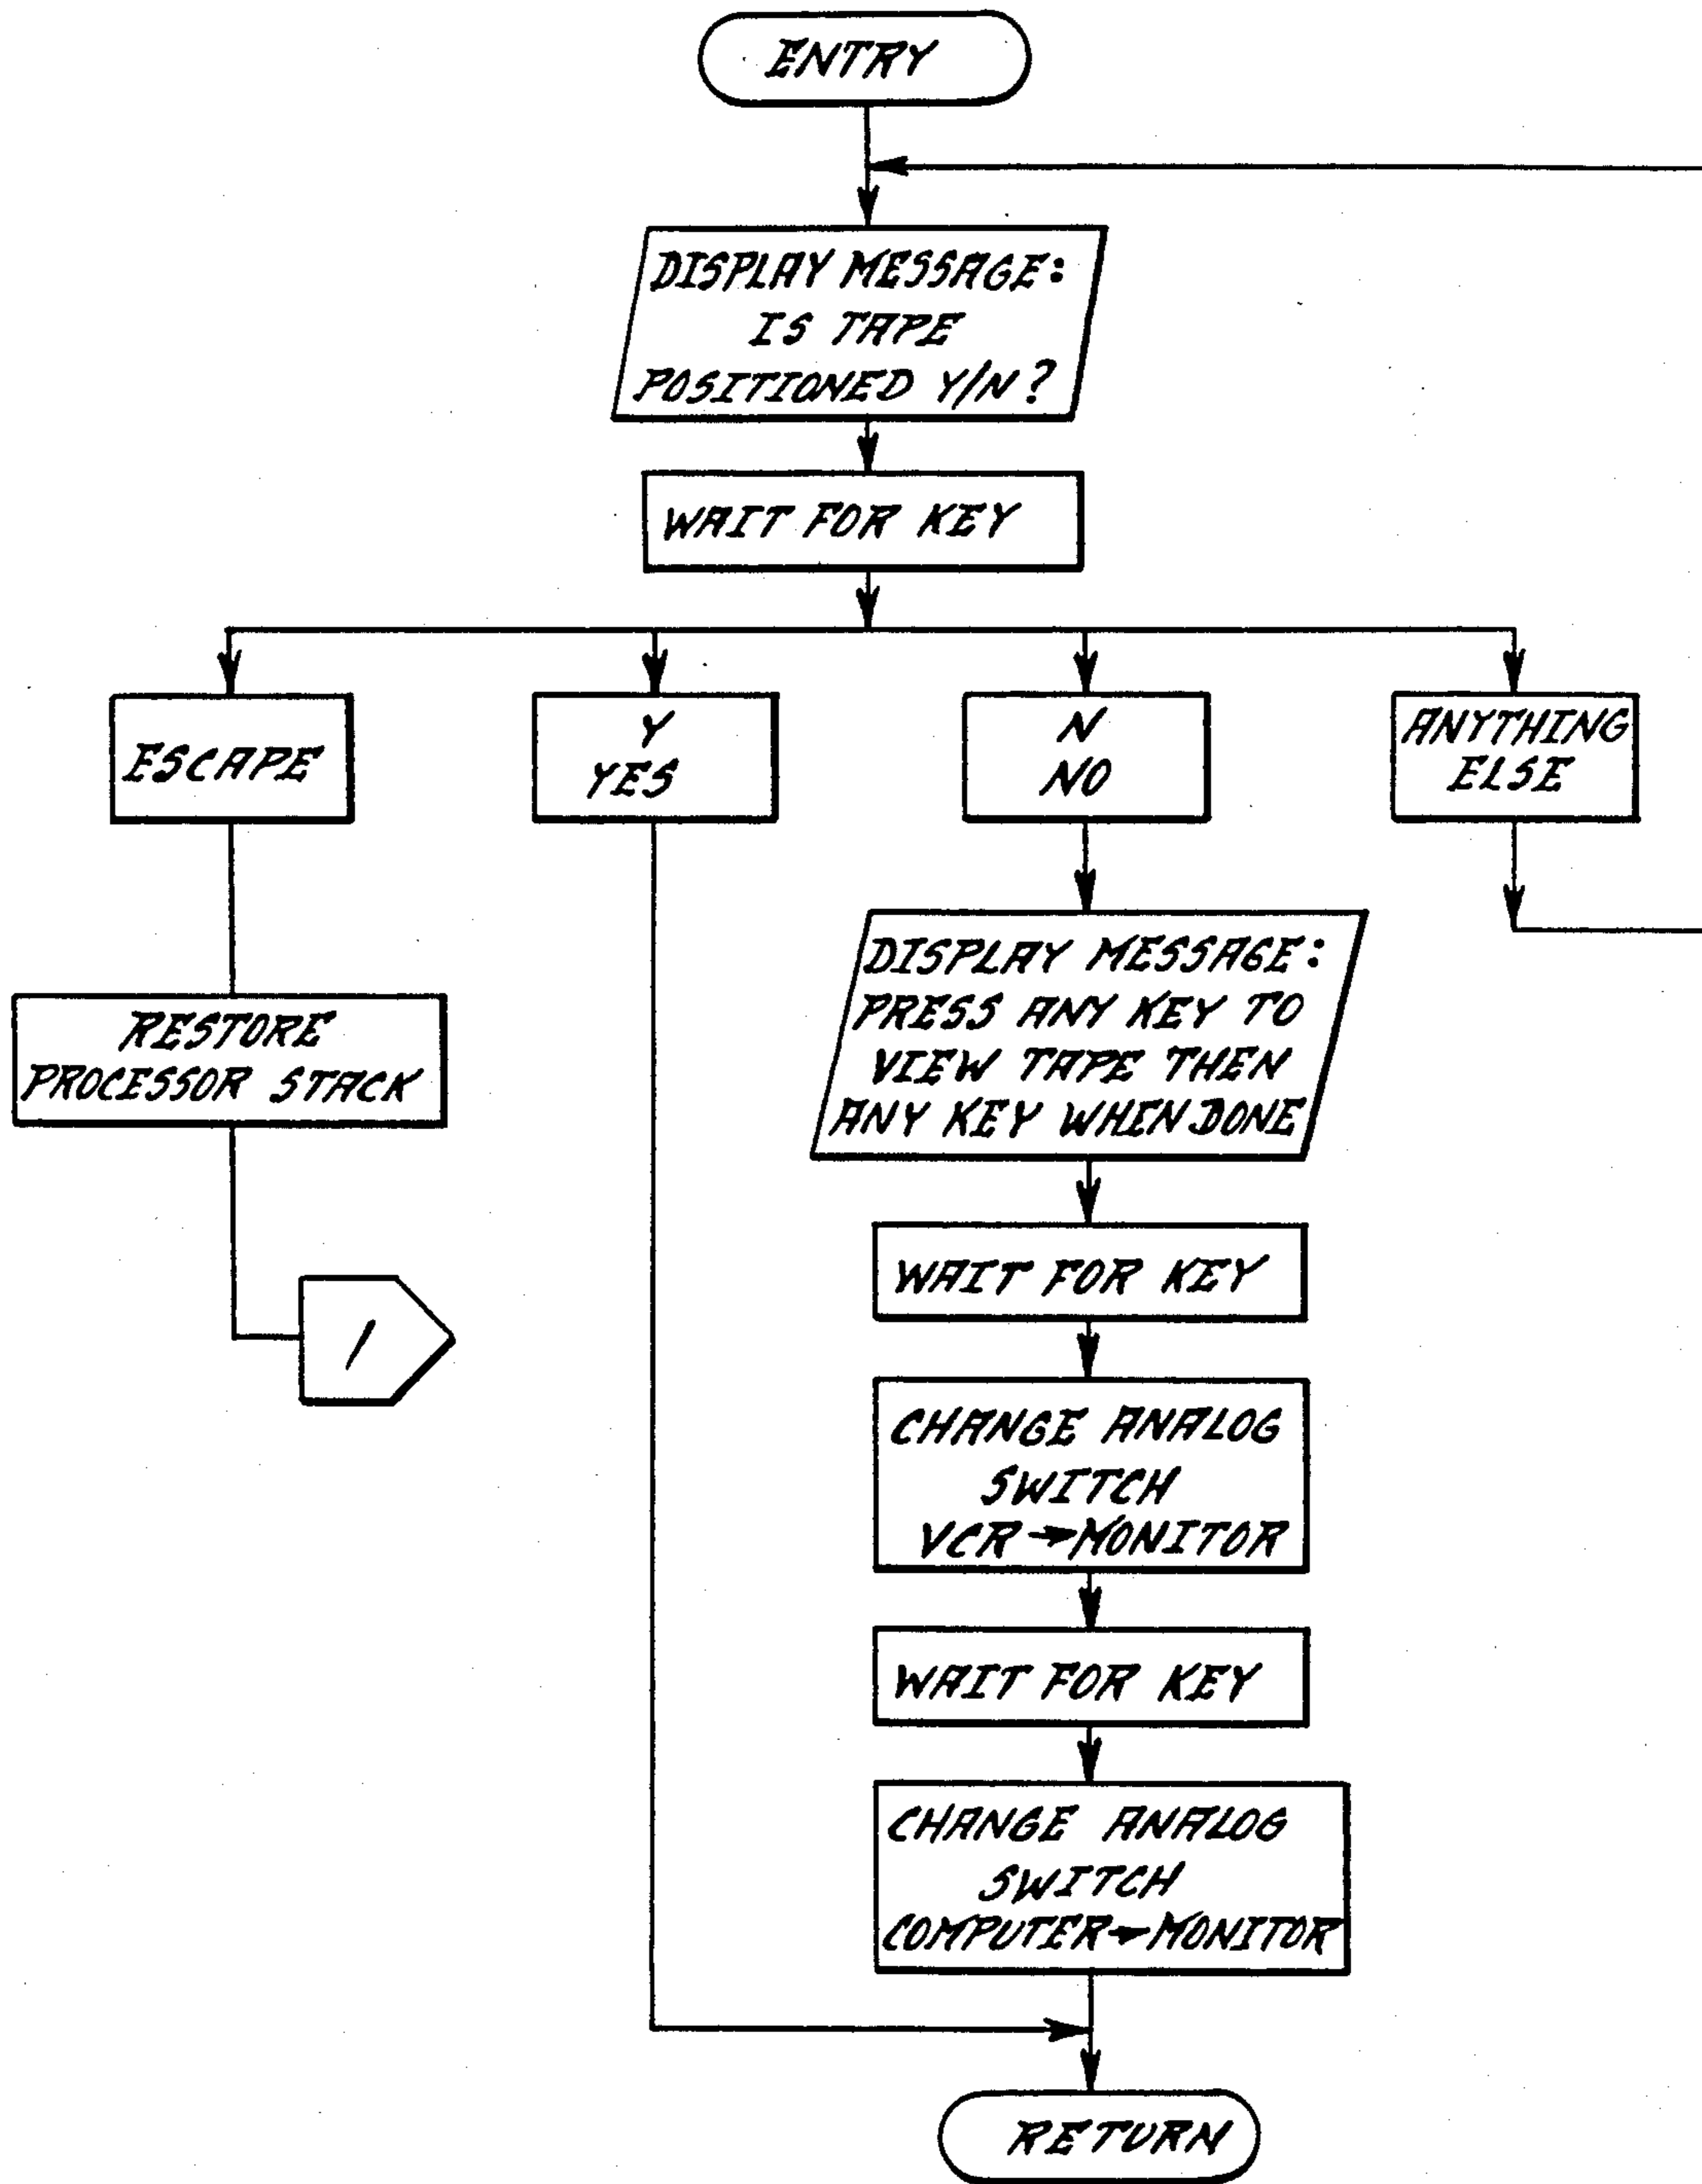 ENTRY
DISPLAY MESSAGE:
IS TAPE
POSITIONED Y/N?
WAIT FOR KEY
ESCAPE
Y
YES
N
NO
ANYTHING
ELSE
RESTORE
PROCESSOR STACK
1
DISPLAY MESSAGE:
PRESS ANY KEY TO
VIEW TAPE THEN
ANY KEY WHEN DONE
WAIT FOR KEY
CHANGE ANALOG
SWITCH
VCR→MONITOR
WAIT FOR KEY
CHANGE ANALOG
SWITCH
COMPUTER→MONITOR
RETURN